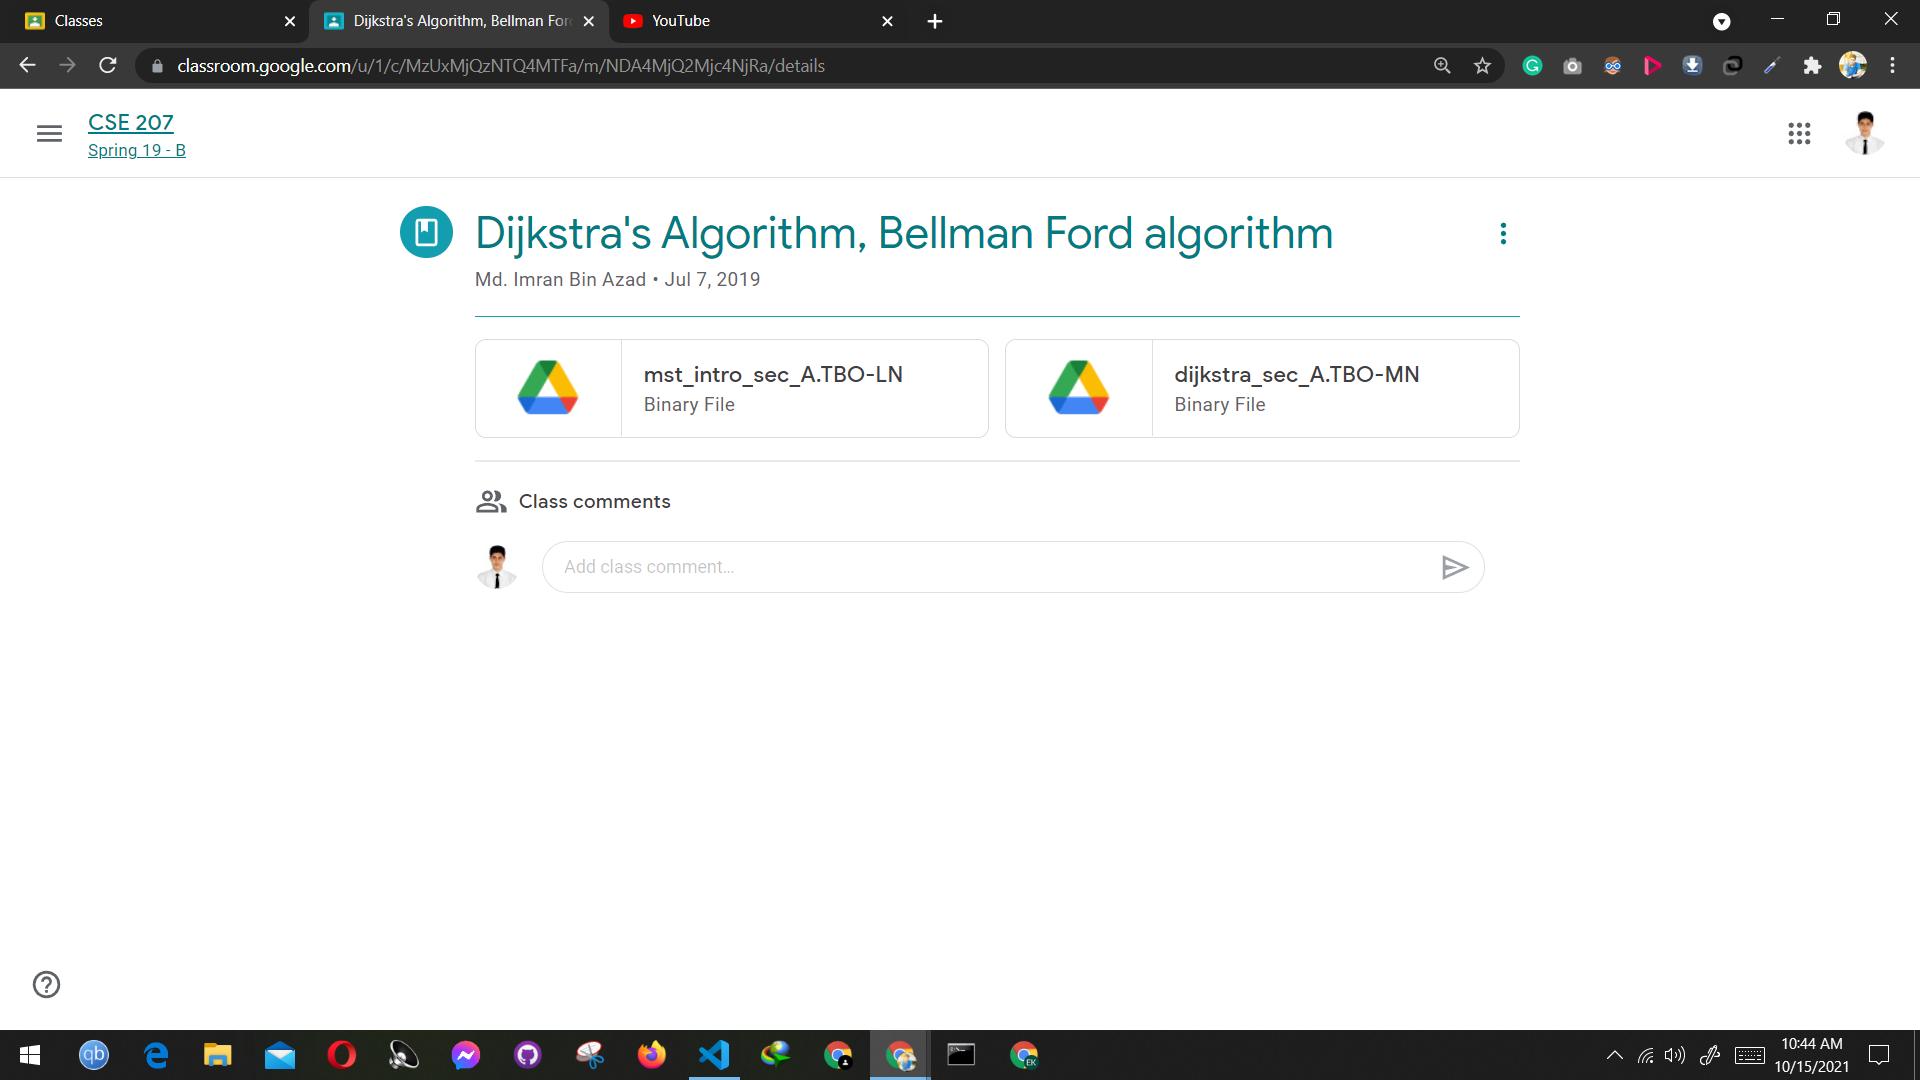 Classes
Dijkstra's Algorithm, Bellman For
YouTube
classroom.google.com/u/1/c/MzUxMjQzNTQ4MTFa/m/NDA4MjQ2Mjc4NjRa/details
CSE 207
Spring 19 - B
Dijkstra's Algorithm, Bellman Ford algorithm
Md. Imran Bin Azad • Jul 7, 2019
mst_intro_sec_A.TBO-LN
Binary File
dijkstra_sec_A.TBO-MN
Binary File
Class comments
Add class comment...
qb
EK
10:44 AM
10/15/2021